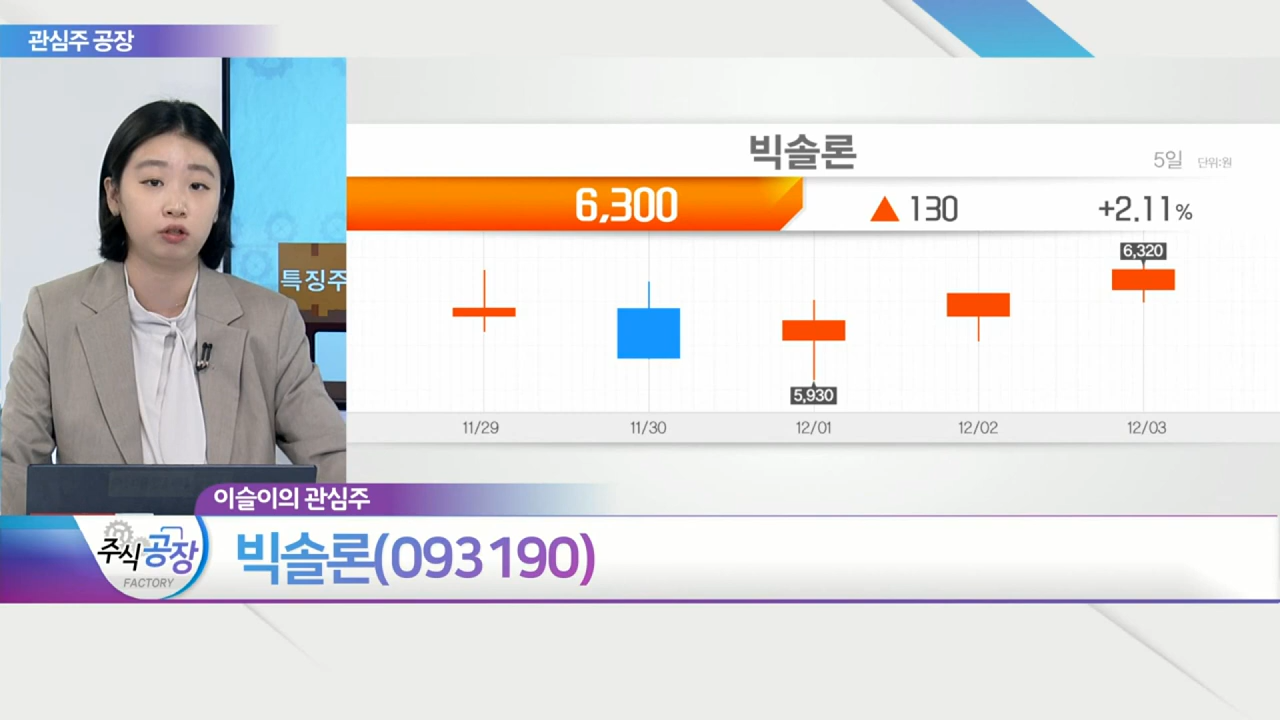 관심주 공장
특징주
빅솔론
5일 단위:원
6,300 ▲ 130 +2.11%
6,320
5,930
11/29 11/30 12/01 12/02 12/03
이슬이의 관심주
주식공장
FACTORY
빅솔론(093190)